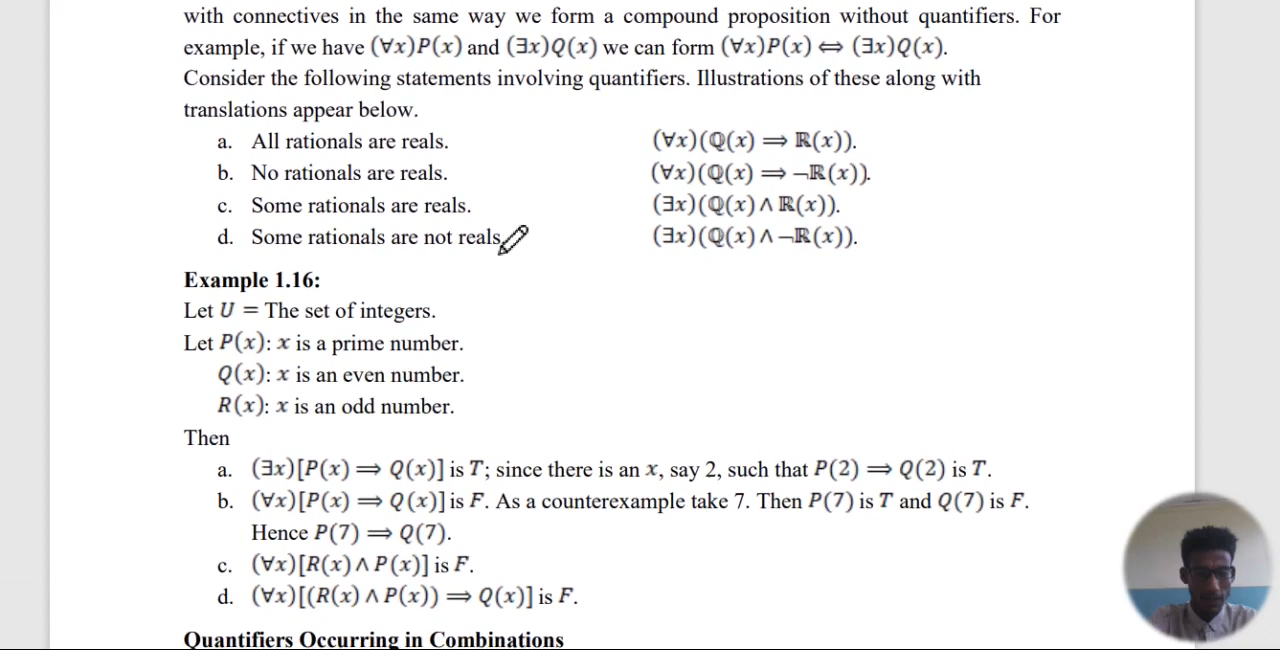 with connectives in the same way we form a compound proposition without quantifiers. For
example, if we have (∀x)P(x) and (∃x)Q(x) we can form (∀x)P(x) ⟺ (∃x)Q(x).
Consider the following statements involving quantifiers. Illustrations of these along with
translations appear below.
a. All rationals are reals. (∀x)(ℚ(x) ⟹ ℝ(x)).
b. No rationals are reals. (∀x)(ℚ(x) ⟹ ¬ℝ(x)).
c. Some rationals are reals. (∃x)(ℚ(x) ∧ ℝ(x)).
d. Some rationals are not reals (∃x)(ℚ(x) ∧ ¬ℝ(x)).
Example 1.16:
Let U = The set of integers.
Let P(x): x is a prime number.
Q(x): x is an even number.
R(x): x is an odd number.
Then
a. (∃x)[P(x) ⟹ Q(x)] is T; since there is an x, say 2, such that P(2) ⟹ Q(2) is T.
b. (∀x)[P(x) ⟹ Q(x)] is F. As a counterexample take 7. Then P(7) is T and Q(7) is F.
Hence P(7) ⟹ Q(7).
c. (∀x)[R(x) ∧ P(x)] is F.
d. (∀x)[(R(x) ∧ P(x)) ⟹ Q(x)] is F.
Quantifiers Occurring in Combinations